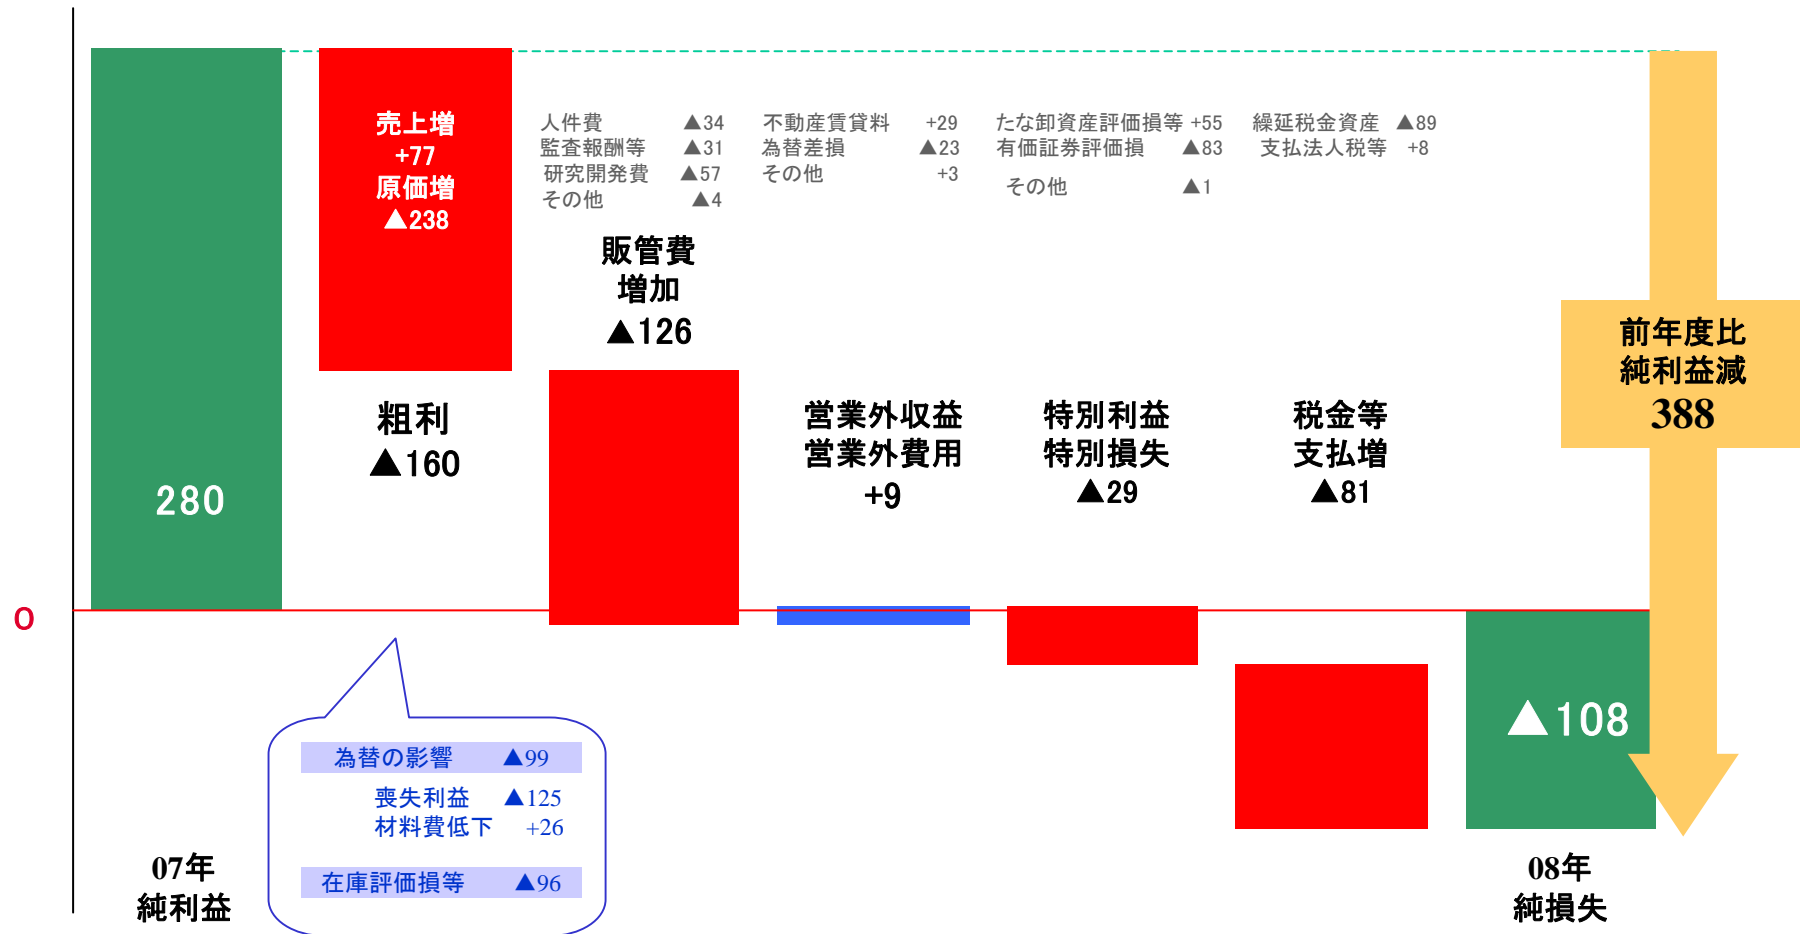 売上増
+77
原価増
▲238
人件費 ▲34
監査報酬等 ▲31
研究開発費 ▲57
その他 ▲4
不動産賃貸料 +29
為替差損 ▲23
その他 +3
たな卸資産評価損等 +55
有価証券評価損 ▲83
その他 ▲1
繰延税金資産 ▲89
支払法人税等 +8
販管費
増加
▲126
前年度比
純利益減
388
粗利
▲160
営業外収益
営業外費用
+9
特別利益
特別損失
▲29
税金等
支払増
▲81
280
0
▲108
為替の影響 ▲99
喪失利益 ▲125
材料費低下 +26
在庫評価損等 ▲96
07年
純利益
08年
純損失